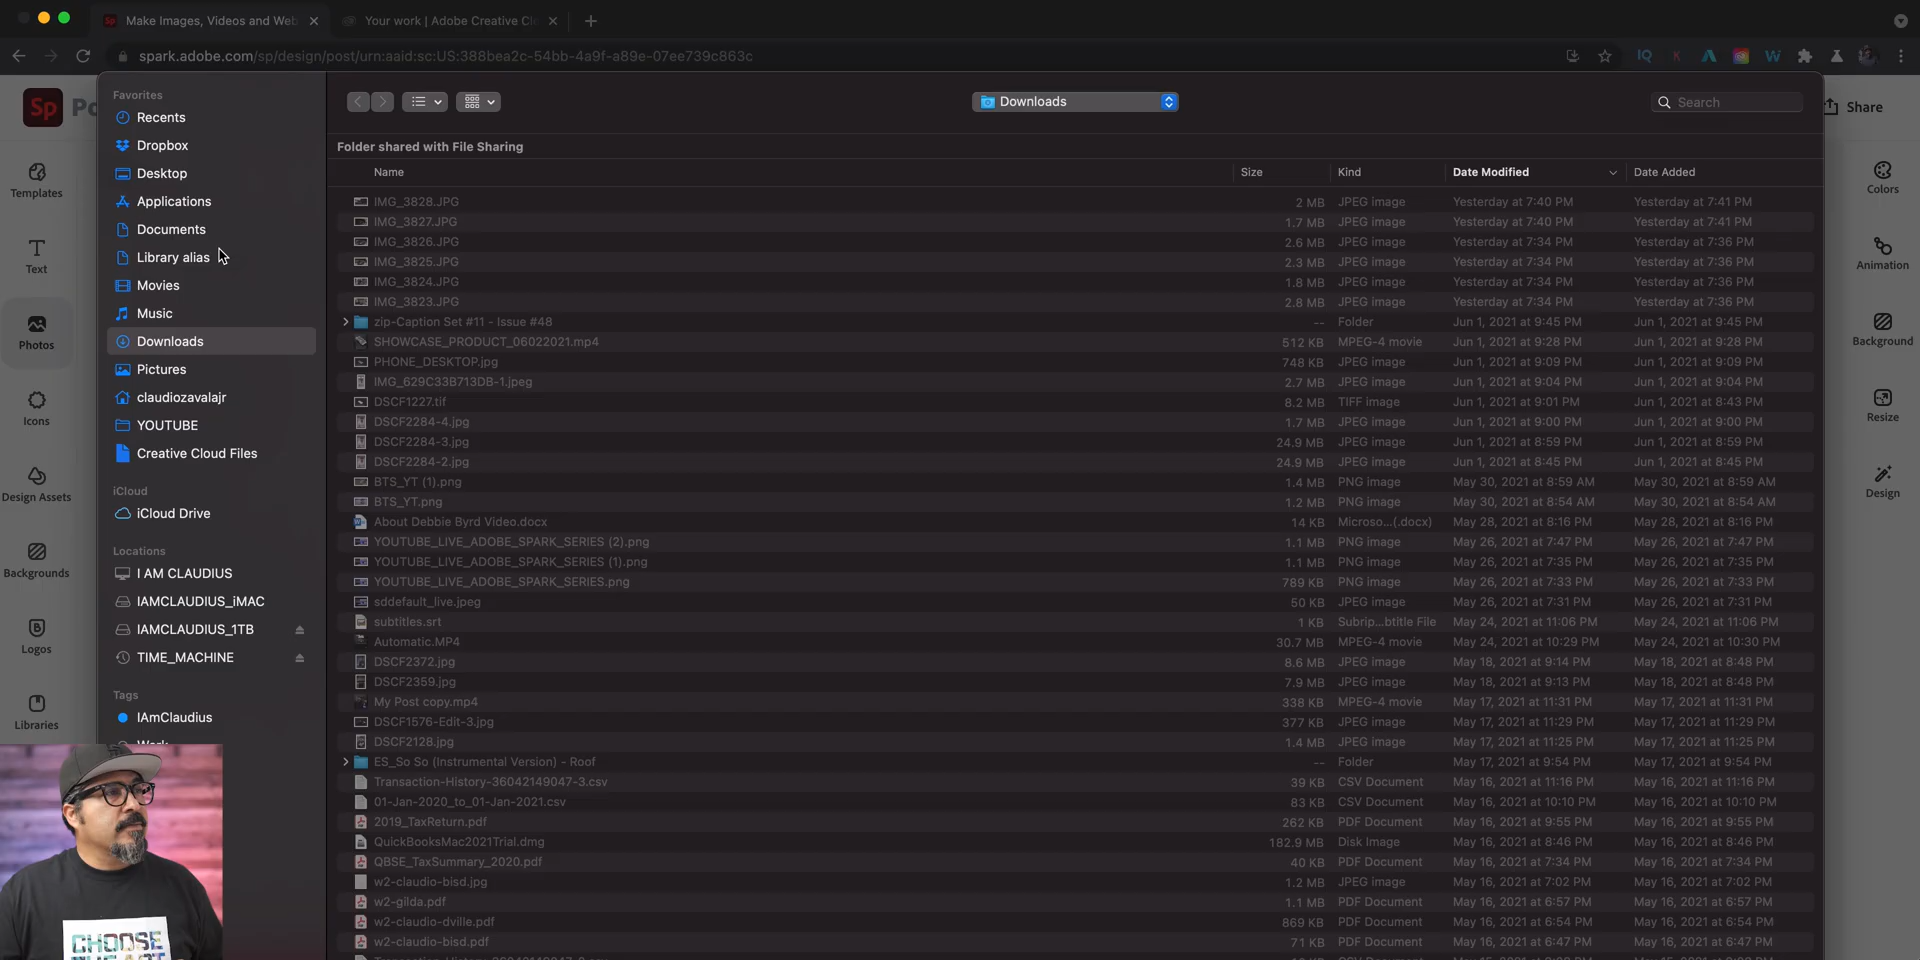 Make Images, Videos and Web
Your work | Adobe Creative Cl
spark.adobe.com/sp/design/post/urn:aaid:sc:US:388bea2c-54bb-4a9f-a89e-07ee739c863c
Sp Po
Share
Templates
Text
Photos
Icons
Design Assets
Backgrounds
Logos
Libraries
Favorites
Recents
Dropbox
Desktop
Applications
Documents
Library alias
Movies
Music
Downloads
Pictures
claudiozavalajr
YOUTUBE
Creative Cloud Files
iCloud
iCloud Drive
Locations
I AM CLAUDIUS
IAMCLAUDIUS_iMAC
IAMCLAUDIUS_1TB
TIME_MACHINE
Tags
IAmClaudius
Work
Downloads
Search
Folder shared with File Sharing
Name Size Kind Date Modified Date Added
IMG_3828.JPG 2 MB JPEG image Yesterday at 7:40 PM Yesterday at 7:41 PM
IMG_3827.JPG 1.7 MB JPEG image Yesterday at 7:40 PM Yesterday at 7:41 PM
IMG_3826.JPG 2.6 MB JPEG image Yesterday at 7:34 PM Yesterday at 7:36 PM
IMG_3825.JPG 2.3 MB JPEG image Yesterday at 7:34 PM Yesterday at 7:36 PM
IMG_3824.JPG 1.8 MB JPEG image Yesterday at 7:34 PM Yesterday at 7:36 PM
IMG_3823.JPG 2.8 MB JPEG image Yesterday at 7:34 PM Yesterday at 7:36 PM
zip-Caption Set #11 - Issue #48 -- Folder Jun 1, 2021 at 9:45 PM Jun 1, 2021 at 9:45 PM
SHOWCASE_PRODUCT_06022021.mp4 512 KB MPEG-4 movie Jun 1, 2021 at 9:28 PM Jun 1, 2021 at 9:28 PM
PHONE_DESKTOP.jpg 748 KB JPEG image Jun 1, 2021 at 9:09 PM Jun 1, 2021 at 9:09 PM
IMG_629C33B713DB-1.jpeg 2.7 MB JPEG image Jun 1, 2021 at 9:04 PM Jun 1, 2021 at 9:04 PM
DSCF1227.tif 8.2 MB TIFF image Jun 1, 2021 at 9:01 PM Jun 1, 2021 at 8:43 PM
DSCF2284-4.jpg 1.7 MB JPEG image Jun 1, 2021 at 9:00 PM Jun 1, 2021 at 9:00 PM
DSCF2284-3.jpg 24.9 MB JPEG image Jun 1, 2021 at 8:59 PM Jun 1, 2021 at 8:59 PM
DSCF2284-2.jpg 24.9 MB JPEG image Jun 1, 2021 at 8:45 PM Jun 1, 2021 at 8:45 PM
BTS_YT (1).png 1.4 MB PNG image May 30, 2021 at 8:59 AM May 30, 2021 at 8:59 AM
BTS_YT.png 1.2 MB PNG image May 30, 2021 at 8:54 AM May 30, 2021 at 8:54 AM
About Debbie Byrd Video.docx 14 KB Microso...(.docx) May 28, 2021 at 8:16 PM May 28, 2021 at 8:16 PM
YOUTUBE_LIVE_ADOBE_SPARK_SERIES (2).png 1.1 MB PNG image May 26, 2021 at 7:47 PM May 26, 2021 at 7:47 PM
YOUTUBE_LIVE_ADOBE_SPARK_SERIES (1).png 1.1 MB PNG image May 26, 2021 at 7:35 PM May 26, 2021 at 7:35 PM
YOUTUBE_LIVE_ADOBE_SPARK_SERIES.png 789 KB PNG image May 26, 2021 at 7:33 PM May 26, 2021 at 7:33 PM
sddefault_live.jpeg 50 KB JPEG image May 26, 2021 at 7:31 PM May 26, 2021 at 7:31 PM
subtitles.srt 1 KB Subrip...btitle File May 24, 2021 at 11:06 PM May 24, 2021 at 11:06 PM
Automatic.MP4 30.7 MB MPEG-4 movie May 24, 2021 at 10:29 PM May 24, 2021 at 10:30 PM
DSCF2372.jpg 8.6 MB JPEG image May 18, 2021 at 9:14 PM May 18, 2021 at 8:48 PM
DSCF2359.jpg 7.9 MB JPEG image May 18, 2021 at 9:13 PM May 18, 2021 at 8:48 PM
My Post copy.mp4 338 KB MPEG-4 movie May 17, 2021 at 11:31 PM May 17, 2021 at 11:31 PM
DSCF1576-Edit-3.jpg 377 KB JPEG image May 17, 2021 at 11:29 PM May 17, 2021 at 11:29 PM
DSCF2128.jpg 1.4 MB JPEG image May 17, 2021 at 11:25 PM May 17, 2021 at 11:25 PM
ES_So So (Instrumental Version) - Roof -- Folder May 17, 2021 at 9:54 PM May 17, 2021 at 9:54 PM
Transaction-History-36042149047-3.csv 39 KB CSV Document May 16, 2021 at 11:16 PM May 16, 2021 at 11:16 PM
01-Jan-2020_to_01-Jan-2021.csv 83 KB CSV Document May 16, 2021 at 10:10 PM May 16, 2021 at 10:10 PM
2019_TaxReturn.pdf 262 KB PDF Document May 16, 2021 at 9:55 PM May 16, 2021 at 9:55 PM
QuickBooksMac2021Trial.dmg 182.9 MB Disk Image May 16, 2021 at 8:46 PM May 16, 2021 at 8:46 PM
QBSE_TaxSummary_2020.pdf 40 KB PDF Document May 16, 2021 at 7:34 PM May 16, 2021 at 7:34 PM
w2-claudio-bisd.jpg 1.2 MB JPEG image May 16, 2021 at 7:02 PM May 16, 2021 at 7:02 PM
w2-gilda.pdf 1.1 MB PDF Document May 16, 2021 at 6:57 PM May 16, 2021 at 6:57 PM
w2-claudio-dville.pdf 869 KB PDF Document May 16, 2021 at 6:54 PM May 16, 2021 at 6:54 PM
w2-claudio-bisd.pdf 71 KB PDF Document May 16, 2021 at 6:47 PM May 16, 2021 at 6:47 PM
Colors
Animation
Background
Resize
Design
CHOOSE